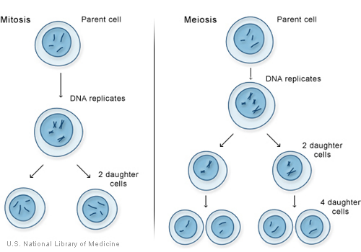 Mitosis
Parent cell
DNA replicates
2 daughter
cells
Meiosis
Parent cell
DNA replicates
2 daughter
cells
4 daughter
cells
U.S. National Library of Medicine